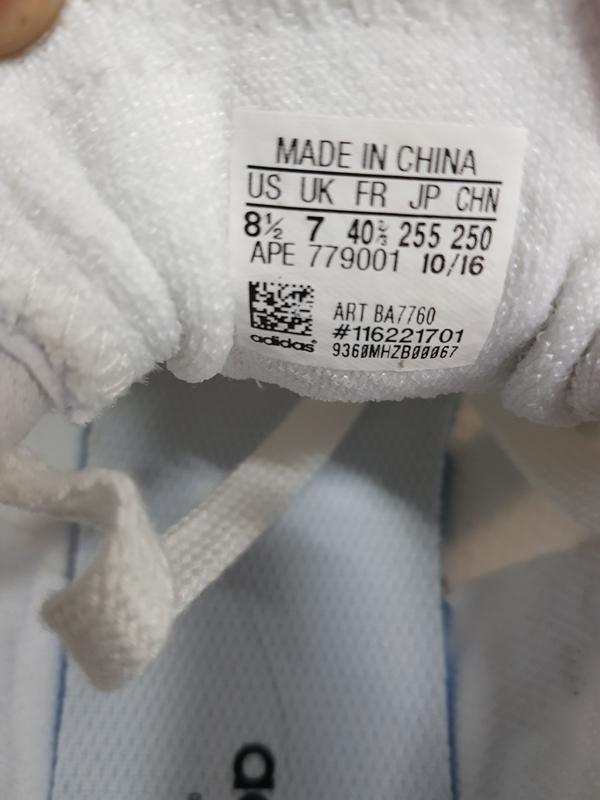 MADE IN CHINA
US UK FR JP CHN
8½ 7 40⅔ 255 250
APE 779001 10/16
ART BA7760
#116221701
adidas
9360MHZB00067